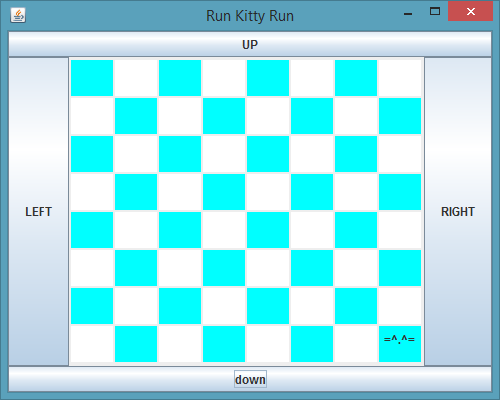 Run Kitty Run
UP
LEFT
RIGHT
=^.^=
down